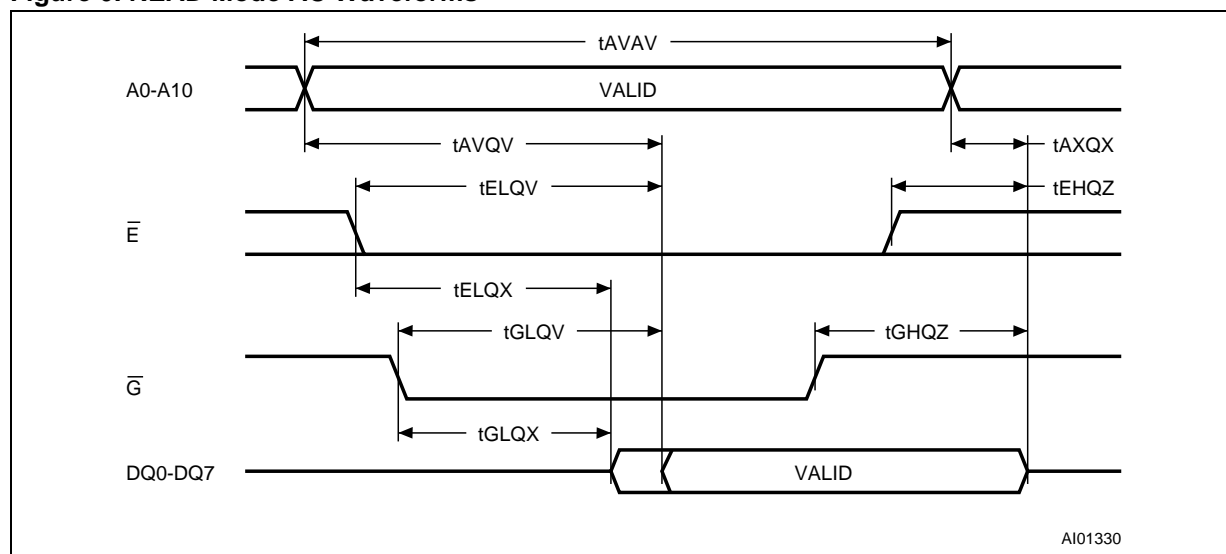 Figure READ Mode AC Waveforms
tAVAV
A0-A10 VALID
tAVQV tAXQX
tELQV tEHQZ
E̅
tELQX
tGLQV tGHQZ
G̅
tGLQX
DQ0-DQ7 VALID
AI01330